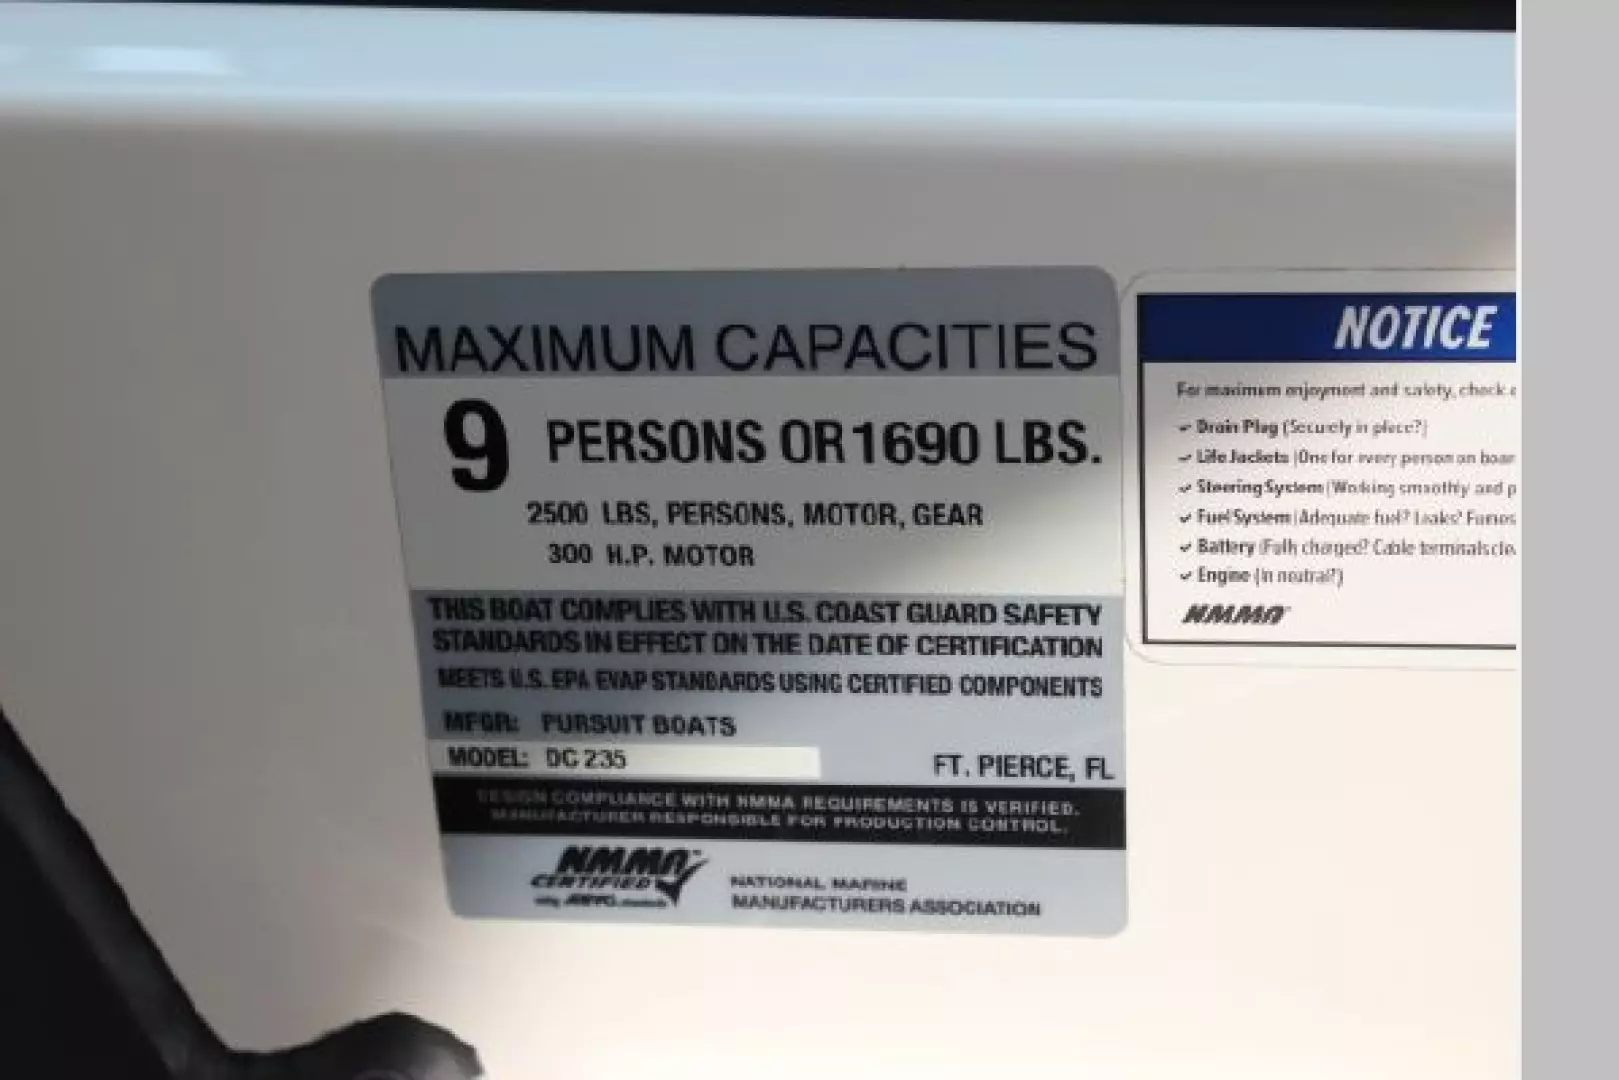 MAXIMUM CAPACITIES
9 PERSONS OR 1690 LBS.
2500 LBS, PERSONS, MOTOR, GEAR
300 H.P. MOTOR
THIS BOAT COMPLIES WITH U.S. COAST GUARD SAFETY
STANDARDS IN EFFECT ON THE DATE OF CERTIFICATION
MEETS U.S. EPA EVAP STANDARDS USING CERTIFIED COMPONENTS
MFGR: PURSUIT BOATS
MODEL: DC 235 FT. PIERCE, FL
DESIGN COMPLIANCE WITH NMMA REQUIREMENTS IS VERIFIED.
MANUFACTURER RESPONSIBLE FOR PRODUCTION CONTROL.
NMMA
CERTIFIED
NATIONAL MARINE
MANUFACTURERS ASSOCIATION
NOTICE
For maximum enjoyment and safety, check
✓ Drain Plug (Securely in place?)
✓ Life Jackets (One for every person on boar
✓ Steering System (Working smoothly and p
✓ Fuel System (Adequate fuel? Leaks? Fumes
✓ Battery (Fully charged? Cable terminals cle
✓ Engine (In neutral?)
NMMA